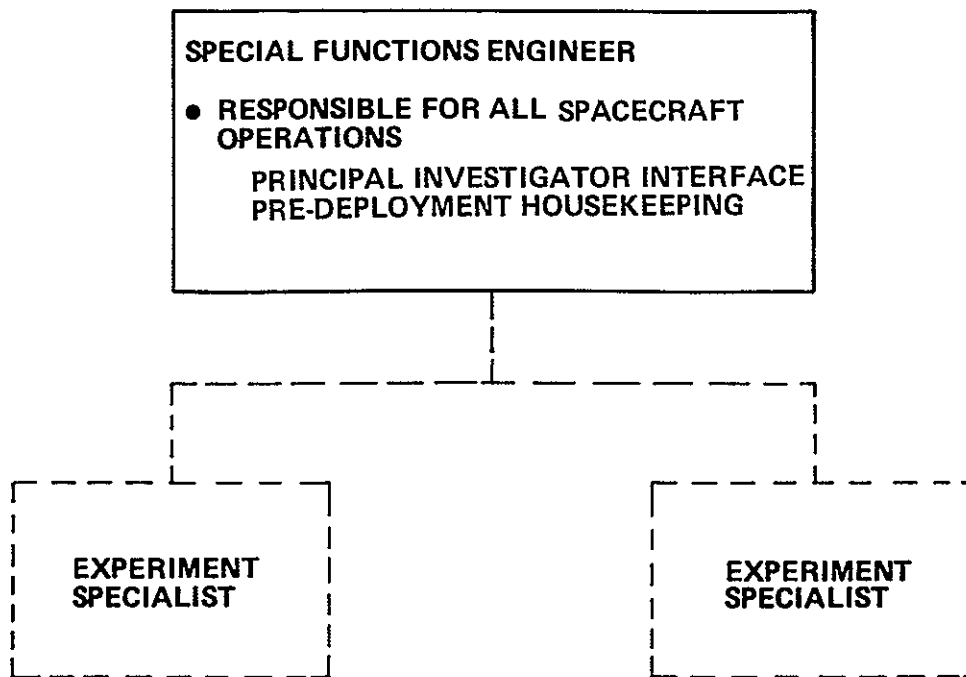 SPECIAL FUNCTIONS ENGINEER
● RESPONSIBLE FOR ALL SPACECRAFT
OPERATIONS
PRINCIPAL INVESTIGATOR INTERFACE
PRE-DEPLOYMENT HOUSEKEEPING
EXPERIMENT
SPECIALIST
EXPERIMENT
SPECIALIST